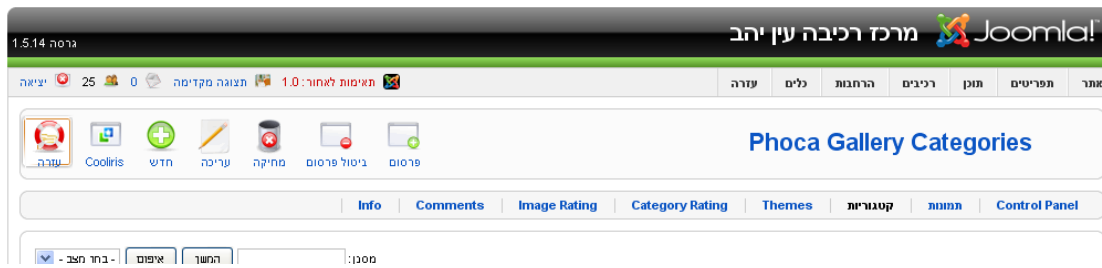 Joomla! מרכז רכיבה עין יהב
גרסה 1.5.14
אתר תפריטים תוכן רכיבים הרחבות כלים עזרה
תאימות לאחור: 1.0 תצוגה מקדימה 0 25 יציאה
Phoca Gallery Categories
פרסום ביטול פרסום מחיקה עריכה חדש Cooliris עזרה
Control Panel תמונות קטגוריות Themes Category Rating Image Rating Comments Info
מסנן: המשך איפוס - בחר מצב -